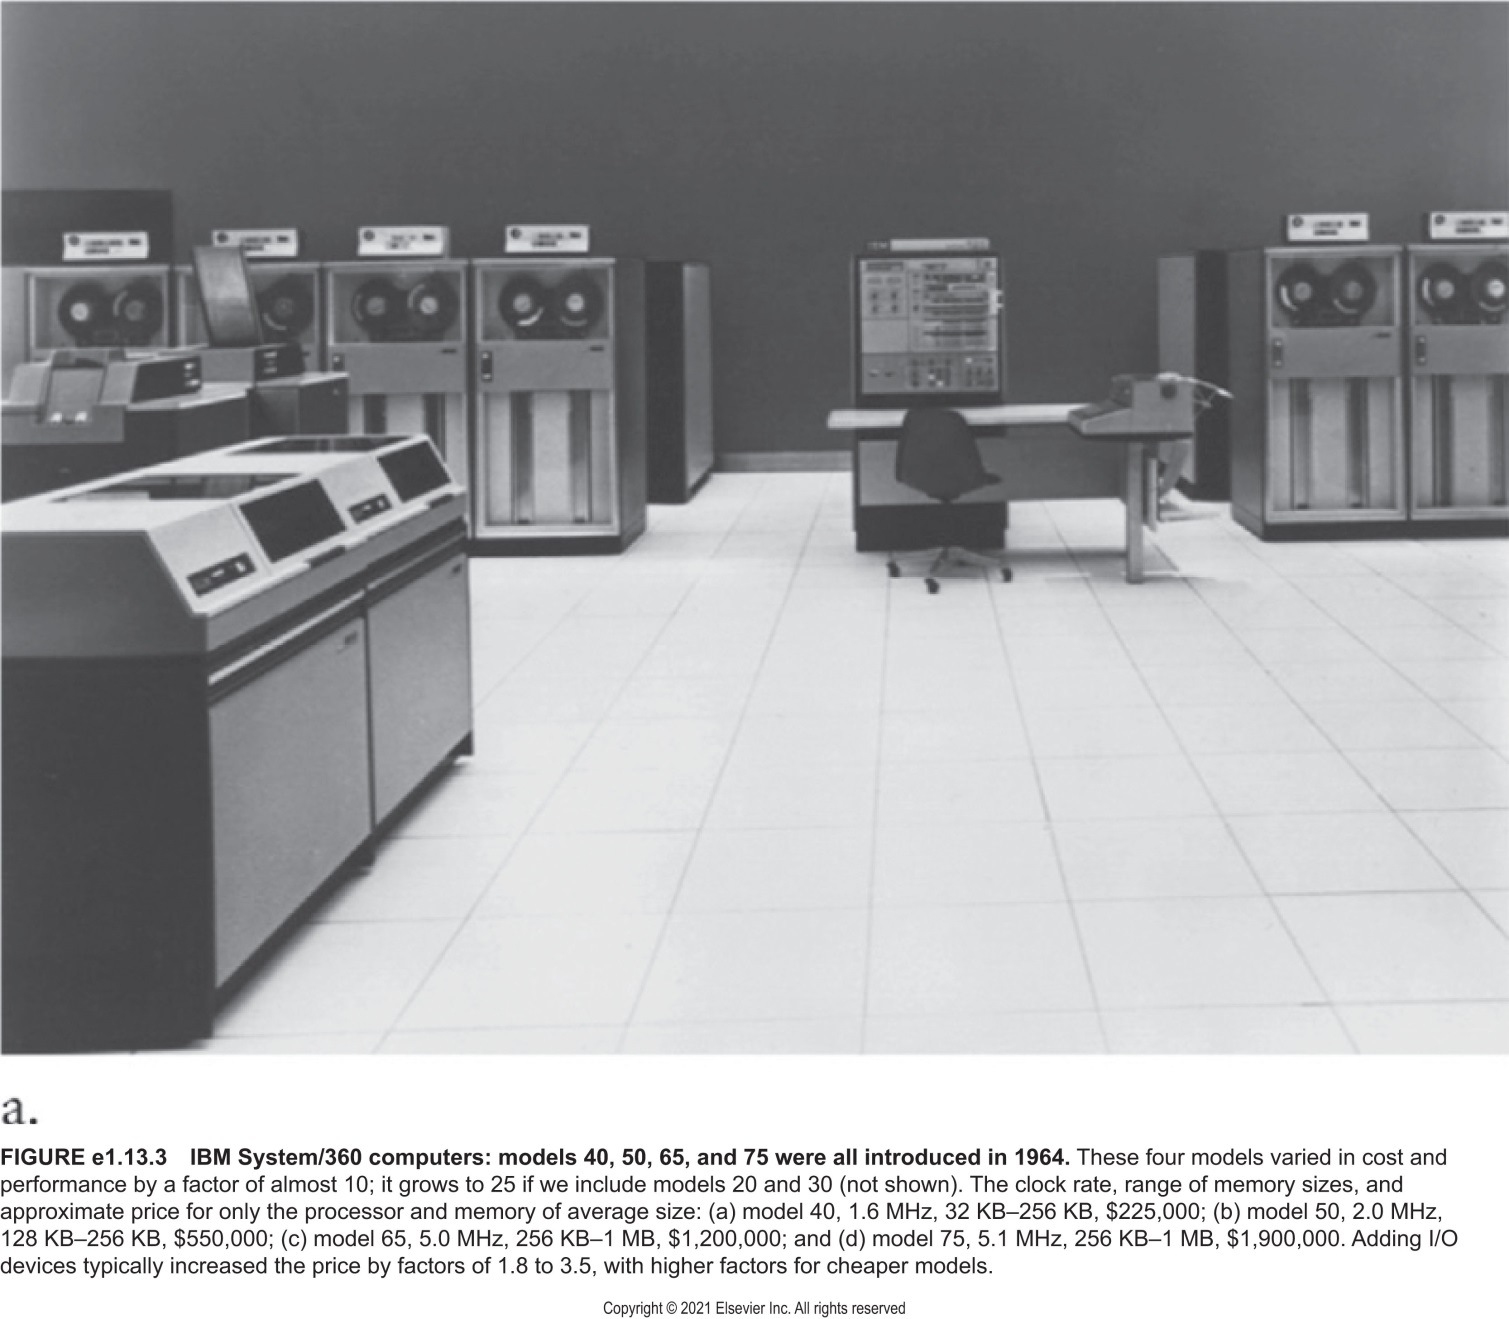 a.
FIGURE e1.13.3 IBM System/360 computers: models 40, 50, 65, and 75 were all introduced in 1964. These four models varied in cost and
performance by a factor of almost 10; it grows to 25 if we include models 20 and 30 (not shown). The clock rate, range of memory sizes, and
approximate price for only the processor and memory of average size: (a) model 40, 1.6 MHz, 32 KB–256 KB, $225,000; (b) model 50, 2.0 MHz,
128 KB–256 KB, $550,000; (c) model 65, 5.0 MHz, 256 KB–1 MB, $1,200,000; and (d) model 75, 5.1 MHz, 256 KB–1 MB, $1,900,000. Adding I/O
devices typically increased the price by factors of 1.8 to 3.5, with higher factors for cheaper models.
Copyright © 2021 Elsevier Inc. All rights reserved